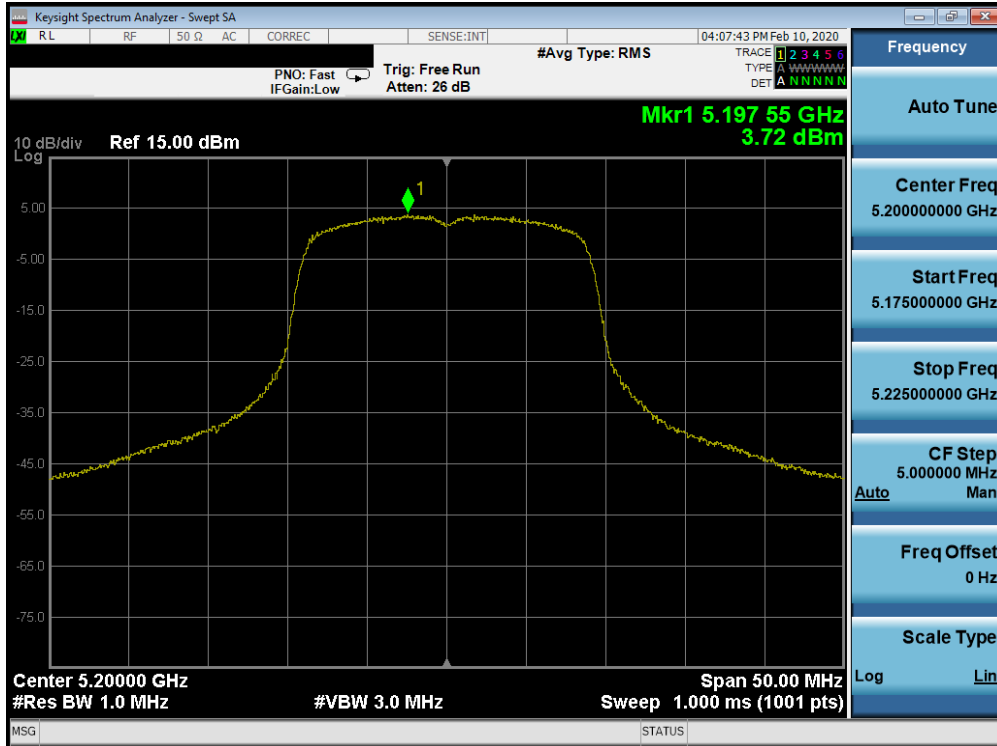 Keysight Spectrum Analyzer - Swept SA
LXI RL RF 50 Ω AC CORREC SENSE:INT 04:07:43 PM Feb 10, 2020
#Avg Type: RMS
TRACE 1 2 3 4 5 6
TYPE A WWWWW
DET A N N N N N
PNO: Fast
IFGain:Low
Trig: Free Run
Atten: 26 dB
Mkr1 5.197 55 GHz
3.72 dBm
10 dB/div
Log
Ref 15.00 dBm
1
5.00
-5.00
-15.0
-25.0
-35.0
-45.0
-55.0
-65.0
-75.0
Center 5.20000 GHz
Span 50.00 MHz
#Res BW 1.0 MHz
#VBW 3.0 MHz
Sweep 1.000 ms (1001 pts)
MSG
STATUS
Frequency
Auto Tune
Center Freq
5.200000000 GHz
Start Freq
5.175000000 GHz
Stop Freq
5.225000000 GHz
CF Step
5.000000 MHz
Auto Man
Freq Offset
0 Hz
Scale Type
Log Lin